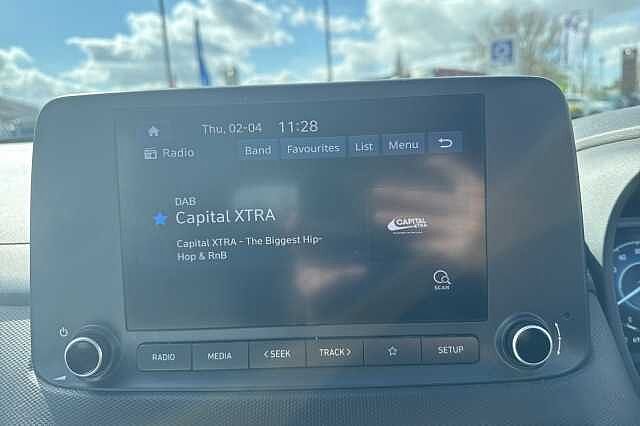 Thu, 02-04 11:28
Radio
Band Favourites List Menu
DAB
Capital XTRA
Capital XTRA - The Biggest Hip-
Hop & RnB
CAPITAL
XTRA
SCAN
RADIO MEDIA < SEEK TRACK > SETUP